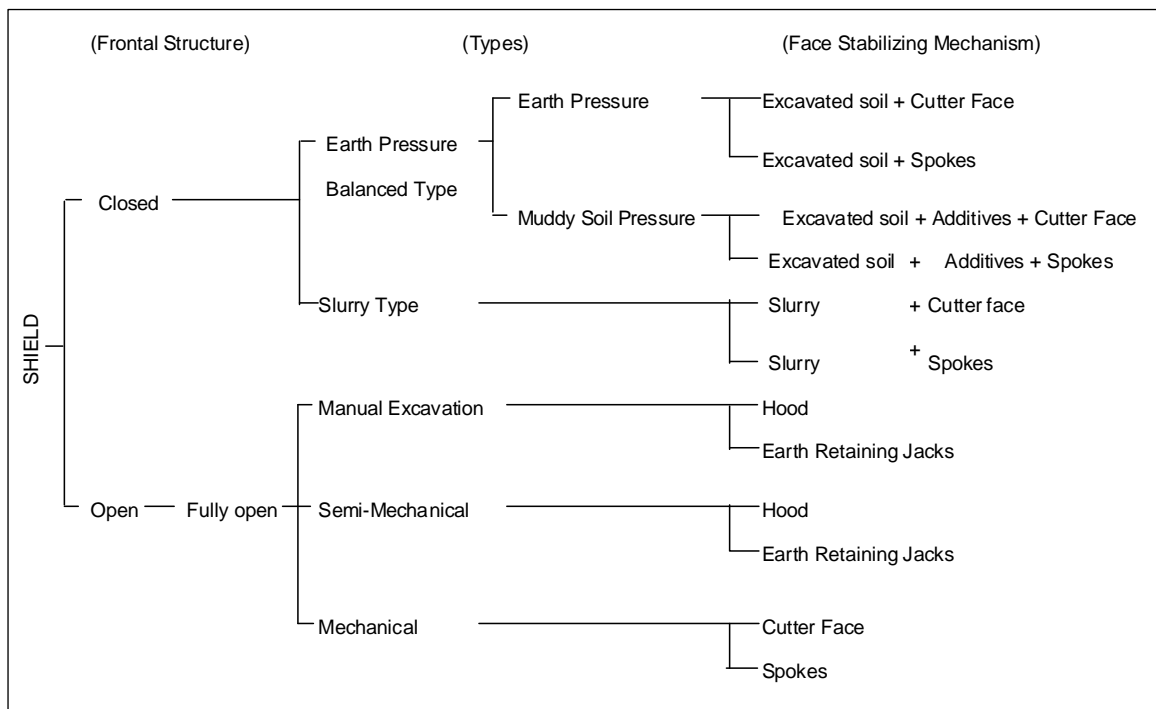 (Frontal Structure) (Types) (Face Stabilizing Mechanism)
Earth Pressure Excavated soil + Cutter Face
Earth Pressure
Excavated soil + Spokes
Balanced Type
Closed
Muddy Soil Pressure Excavated soil + Additives + Cutter Face
Excavated soil + Additives + Spokes
Slurry Type Slurry + Cutter face
SHIELD
Slurry + Spokes
Manual Excavation Hood
Earth Retaining Jacks
Open Fully open Semi-Mechanical Hood
Earth Retaining Jacks
Mechanical Cutter Face
Spokes